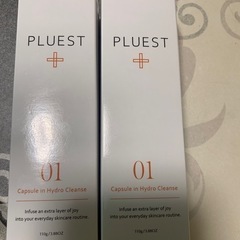 PLUEST
01
Capsule in Hydro Cleanse
Infuse an extra layer of joy
into your everyday skincare routine.
PLUEST
01
Capsule in Hydro Cleanse
Infuse an extra layer of joy
into your everyday skincare routine.